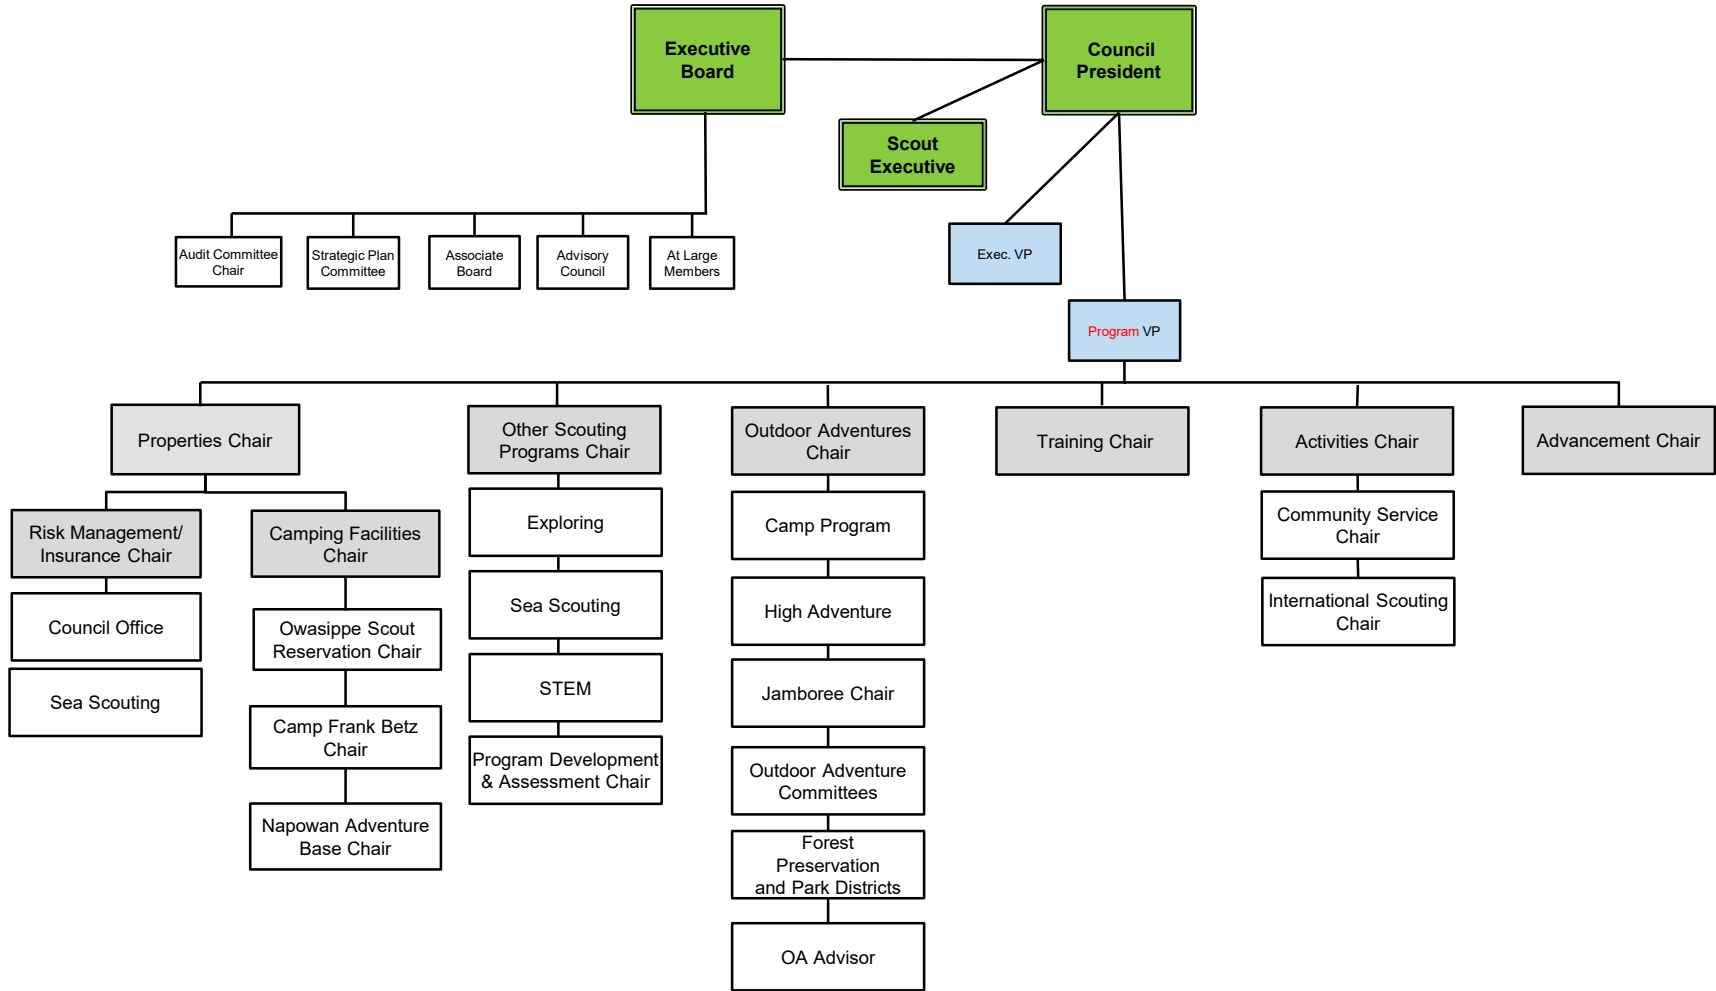 Executive
Board
Council
President
Scout
Executive
Audit Committee
Chair
Strategic Plan
Committee
Associate
Board
Advisory
Council
At Large
Members
Exec. VP
Program VP
Properties Chair
Other Scouting
Programs Chair
Outdoor Adventures
Chair
Training Chair
Activities Chair
Advancement Chair
Risk Management/
Insurance Chair
Council Office
Sea Scouting
Camping Facilities
Chair
Owasippe Scout
Reservation Chair
Camp Frank Betz
Chair
Napowan Adventure
Base Chair
Exploring
Sea Scouting
STEM
Program Development
& Assessment Chair
Camp Program
High Adventure
Jamboree Chair
Outdoor Adventure
Committees
Forest
Preservation
and Park Districts
OA Advisor
Community Service
Chair
International Scouting
Chair